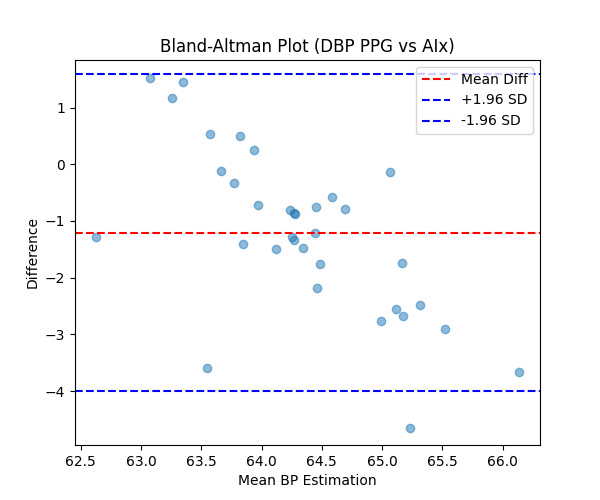 Bland-Altman Plot (DBP PPG vs AIx)
Mean Diff
+1.96 SD
-1.96 SD
Difference
1
0
−1
−2
−3
−4
62.5 63.0 63.5 64.0 64.5 65.0 65.5 66.0
Mean BP Estimation